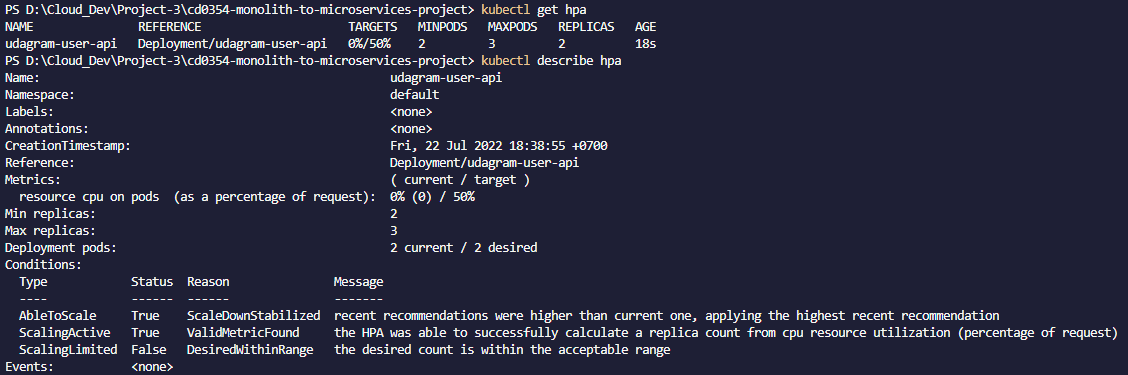 PS D:\Cloud_Dev\Project-3\cd0354-monolith-to-microservices-project> kubectl get hpa
NAME               REFERENCE                     TARGETS   MINPODS   MAXPODS   REPLICAS   AGE
udagram-user-api   Deployment/udagram-user-api   0%/50%    2         3         2          18s
PS D:\Cloud_Dev\Project-3\cd0354-monolith-to-microservices-project> kubectl describe hpa
Name:                                                  udagram-user-api
Namespace:                                             default
Labels:                                                <none>
Annotations:                                           <none>
CreationTimestamp:                                     Fri, 22 Jul 2022 18:38:55 +0700
Reference:                                             Deployment/udagram-user-api
Metrics:                                               ( current / target )
  resource cpu on pods  (as a percentage of request):  0% (0) / 50%
Min replicas:                                          2
Max replicas:                                          3
Deployment pods:                                       2 current / 2 desired
Conditions:
  Type            Status  Reason              Message
  ----            ------  ------              -------
  AbleToScale     True    ScaleDownStabilized  recent recommendations were higher than current one, applying the highest recent recommendation
  ScalingActive   True    ValidMetricFound    the HPA was able to successfully calculate a replica count from cpu resource utilization (percentage of request)
  ScalingLimited  False   DesiredWithinRange  the desired count is within the acceptable range
Events:           <none>